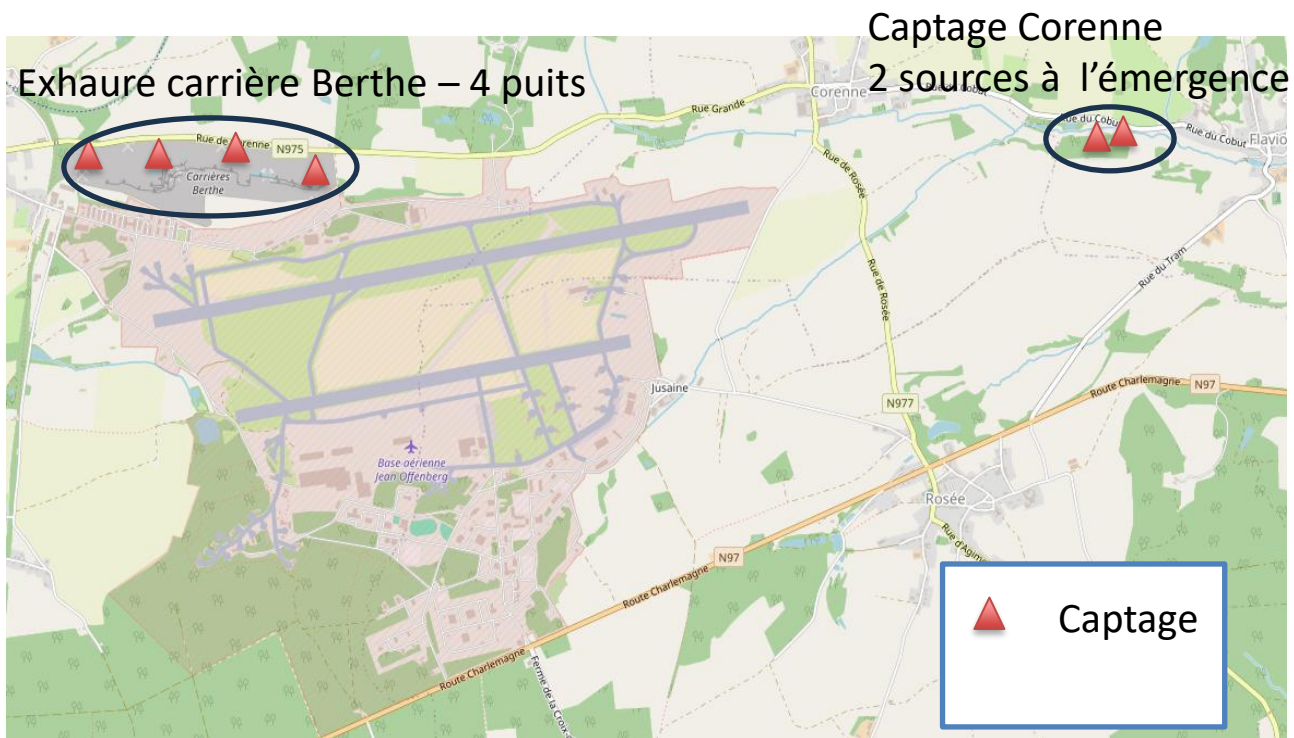 Captage Corenne
2 sources à l'émergence
Exhaure carrière Berthe – 4 puits
Corenne
Rue Grande
Rue du Cobut
Rue du Cobut
Flavio
Rue de Corenne
N975
Carrières
Berthe
Rue de Rosée
Rue de Rosée
Rue du Tram
Jusaine
N977
Route Charlemagne
N97
Base aérienne
Jean Offenberg
Rosée
N97
Route Charlemagne
Route Charlemagne
Ferme de la Croix
Captage